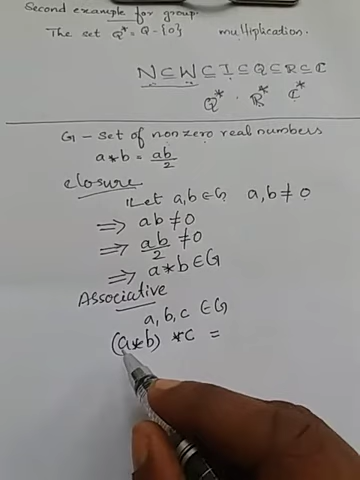 Second example for group.
The set Q* = Q - {0} multiplication.
N ⊆ W ⊆ I ⊆ Q ⊆ R ⊆ C
Q* . R* C*
G - set of nonzero real numbers
a * b = ab/2
closure
Let a, b ∈ G a, b ≠ 0
⇒ ab ≠ 0
⇒ ab/2 ≠ 0
⇒ a * b ∈ G
Associative
a, b, c ∈ G
(a * b) * c =